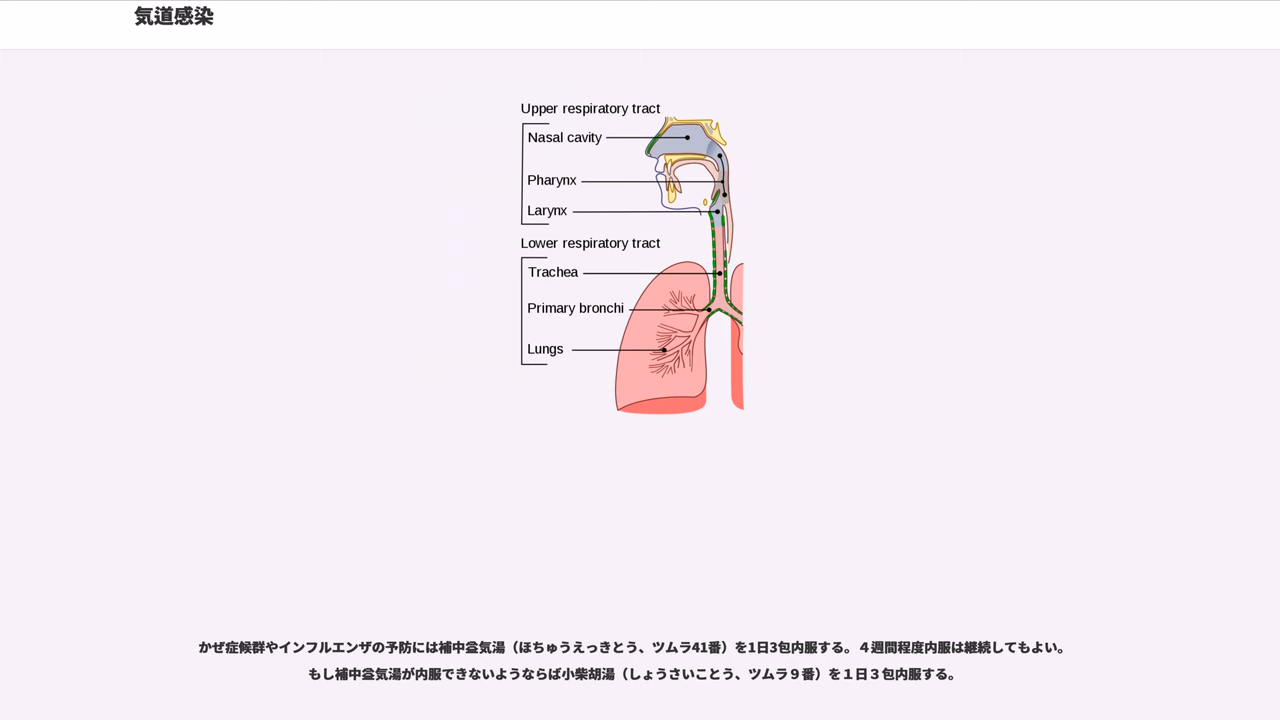 気道感染
Upper respiratory tract
Nasal cavity
Pharynx
Larynx
Lower respiratory tract
Trachea
Primary bronchi
Lungs
かぜ症候群やインフルエンザの予防には補中益気湯（ほちゅうえっきとう、ツムラ41番）を1日3包内服する。４週間程度内服は継続してもよい。
もし補中益気湯が内服できないようならば小柴胡湯（しょうさいことう、ツムラ９番）を１日３包内服する。